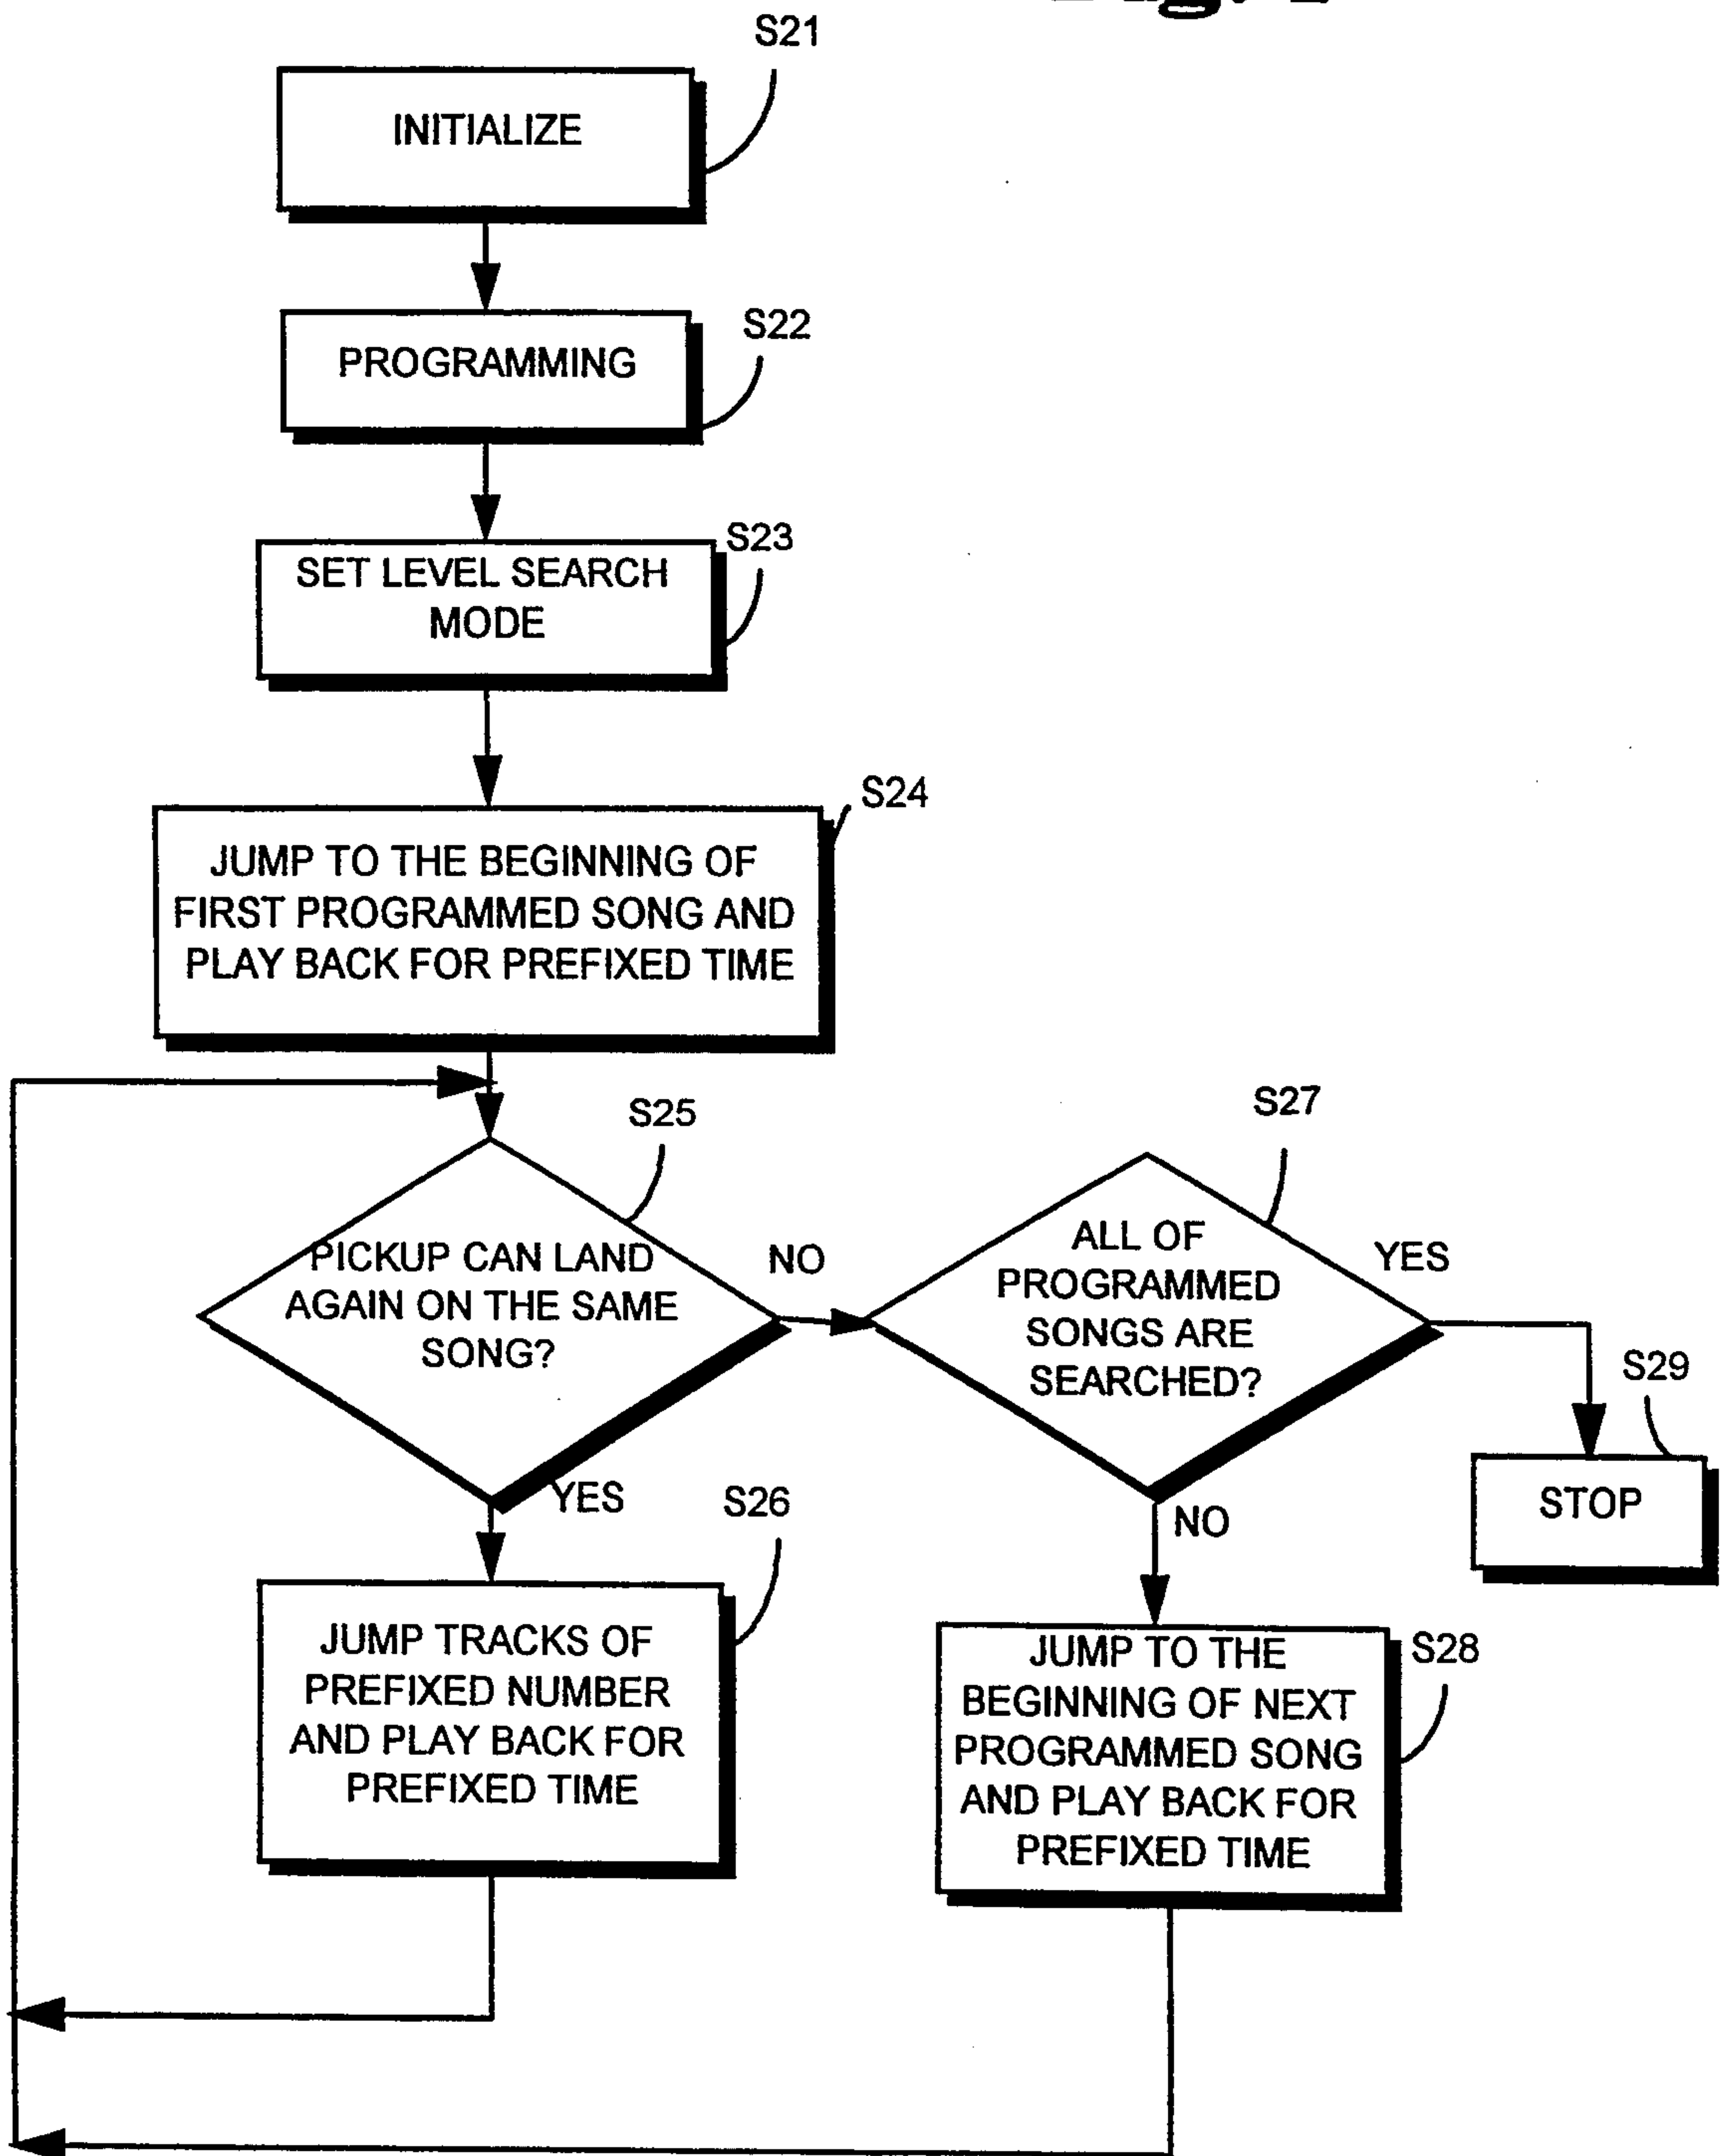 S21
INITIALIZE
S22
PROGRAMMING
S23
SET LEVEL SEARCH
MODE
S24
JUMP TO THE BEGINNING OF
FIRST PROGRAMMED SONG AND
PLAY BACK FOR PREFIXED TIME
S25
PICKUP CAN LAND
AGAIN ON THE SAME
SONG?
NO
YES
S27
ALL OF
PROGRAMMED
SONGS ARE
SEARCHED?
YES
NO
S29
STOP
S26
JUMP TRACKS OF
PREFIXED NUMBER
AND PLAY BACK FOR
PREFIXED TIME
S28
JUMP TO THE
BEGINNING OF NEXT
PROGRAMMED SONG
AND PLAY BACK FOR
PREFIXED TIME